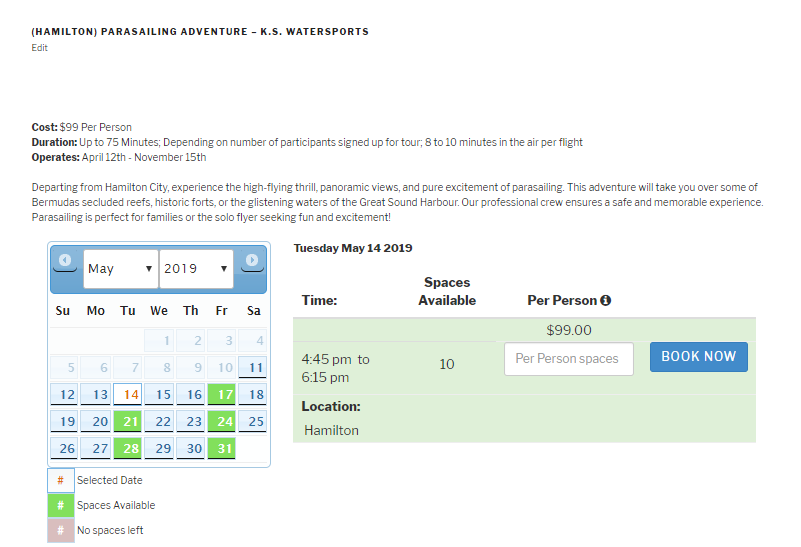 (HAMILTON) PARASAILING ADVENTURE – K.S. WATERSPORTS
Edit
Cost: $99 Per Person
Duration: Up to 75 Minutes; Depending on number of participants signed up for tour; 8 to 10 minutes in the air per flight
Operates: April 12th - November 15th
Departing from Hamilton City, experience the high-flying thrill, panoramic views, and pure excitement of parasailing. This adventure will take you over some of
Bermudas secluded reefs, historic forts, or the glistening waters of the Great Sound Harbour. Our professional crew ensures a safe and memorable experience.
Parasailing is perfect for families or the solo flyer seeking fun and excitement!
May 2019
Su Mo Tu We Th Fr Sa
1 2 3 4
5 6 7 8 9 10 11
12 13 14 15 16 17 18
19 20 21 22 23 24 25
26 27 28 29 30 31
# Selected Date
# Spaces Available
# No spaces left
Tuesday May 14 2019
Time: Spaces Available Per Person
$99.00
4:45 pm to 6:15 pm 10 Per Person spaces BOOK NOW
Location:
Hamilton